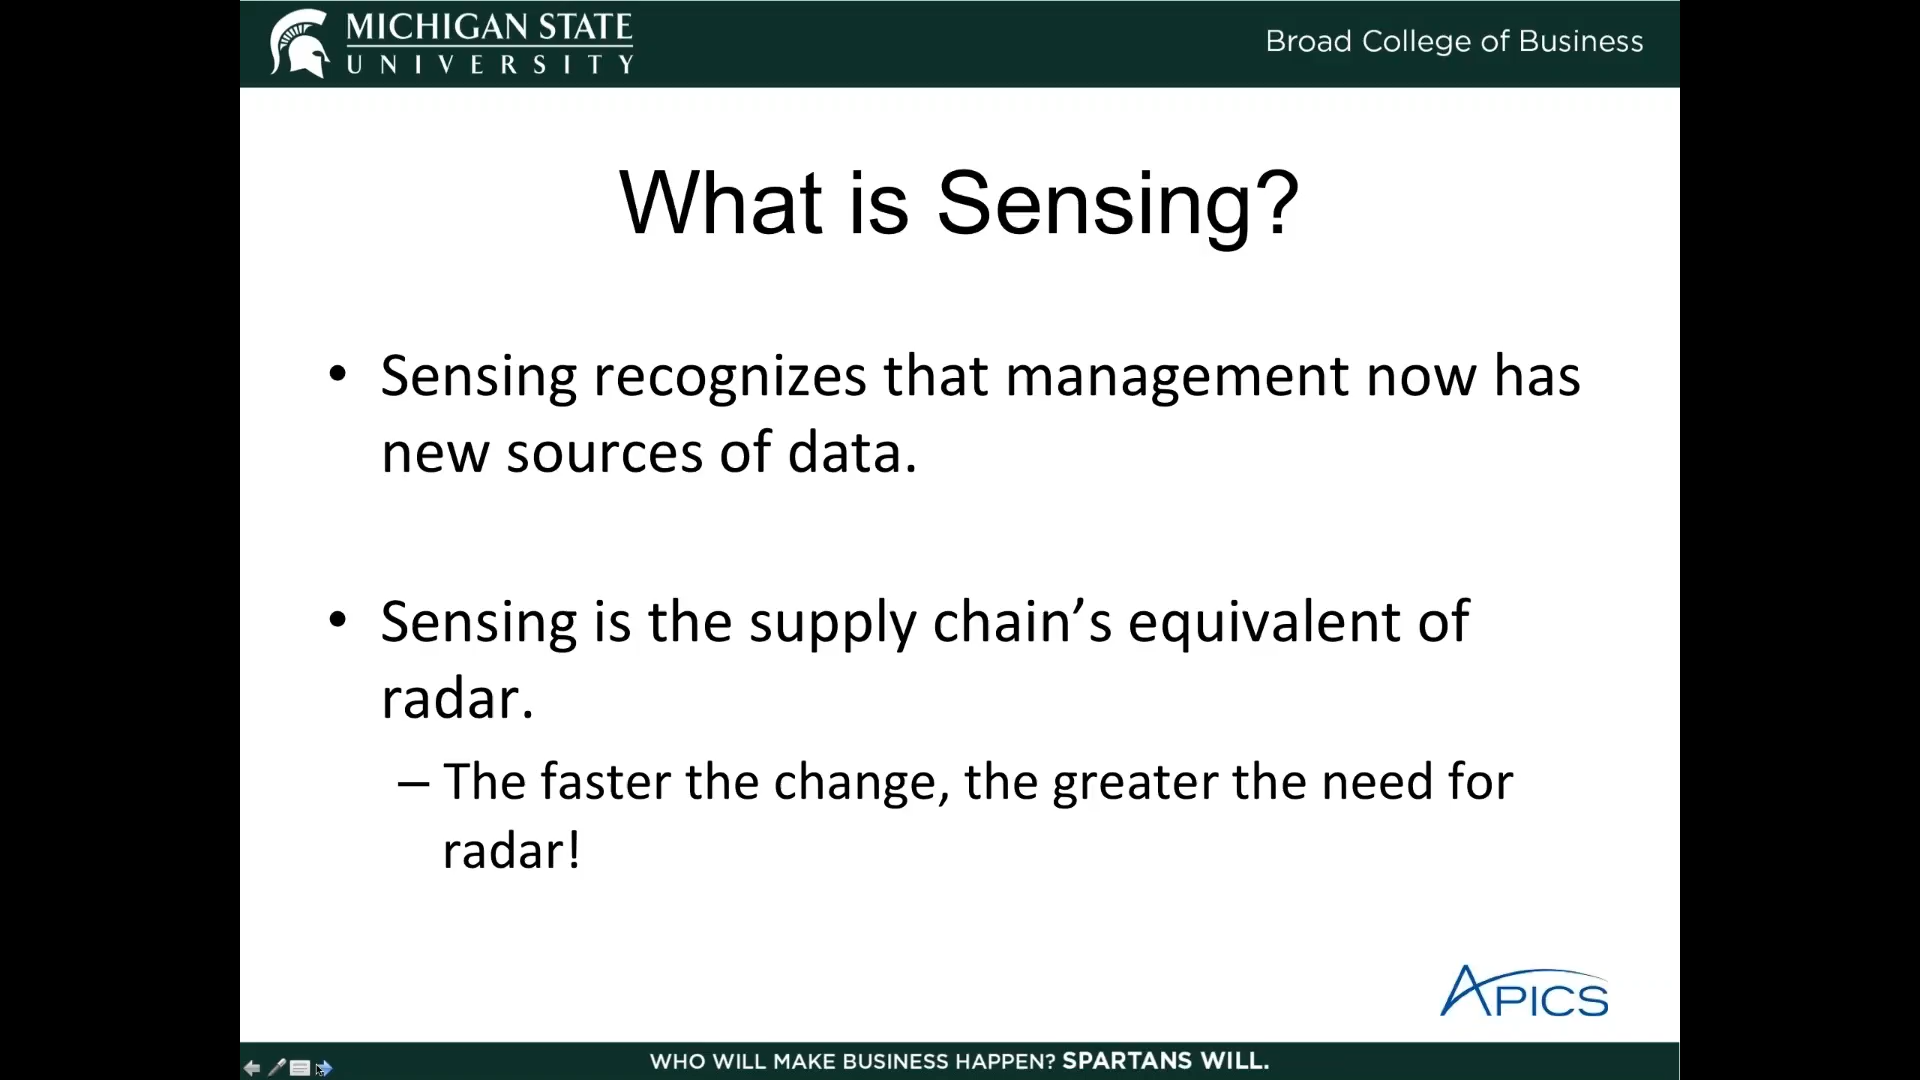 MICHIGAN STATE
UNIVERSITY
Broad College of Business
What is Sensing?
• Sensing recognizes that management now has
new sources of data.
• Sensing is the supply chain’s equivalent of
radar.
– The faster the change, the greater the need for
radar!
APICS
WHO WILL MAKE BUSINESS HAPPEN? SPARTANS WILL.